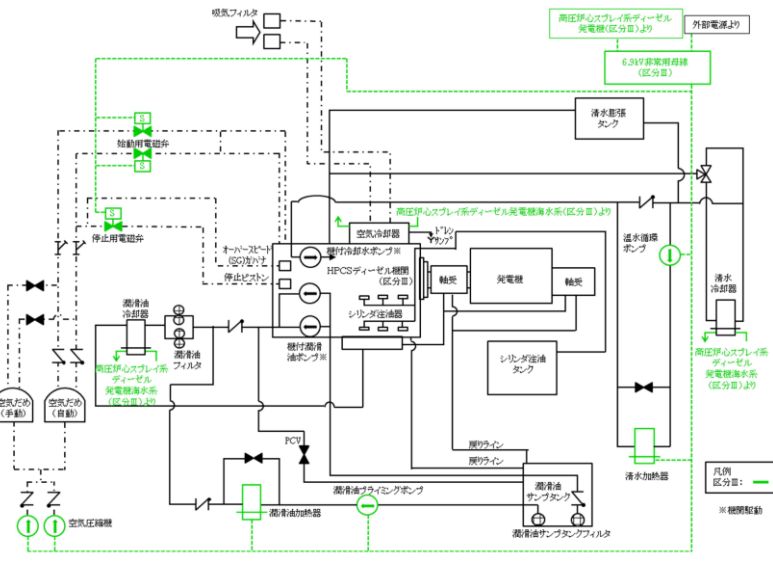 吸気フィルタ
高圧炉心スプレイ系ディーゼル
発電機(区分Ⅲ)より
外部電源より
6.9kV非常用母線
(区分Ⅲ)
清水膨張
タンク
S
始動用電磁弁
S
S
停止用電磁弁
高圧炉心スプレイ系ディーゼル発電機海水系(区分Ⅲ)より
空気冷却器
ドレン
サンプ
オーバースピード
(SG)ガバナ
停止ピストン
機付冷却水ポンプ※
HPCSディーゼル機関
(区分Ⅲ)
シリンダ注油器
機付潤滑
油ポンプ※
軸受
発電機
軸受
温水循環
ポンプ
清水
冷却器
高圧炉心スプレイ系
ディーゼル
発電機海水系
(区分Ⅲ)より
潤滑油
冷却器
潤滑油
フィルタ
高圧炉心スプレイ系
ディーゼル
発電機海水系
(区分Ⅲ)より
シリンダ注油
タンク
空気だめ
(手動)
空気だめ
(自動)
PCV
戻りライン
戻りライン
清水加熱器
凡例
区分Ⅲ:
※機関駆動
潤滑油プライミングポンプ
潤滑油
サンプタンク
潤滑油加熱器
空気圧縮機
潤滑油サンプタンクフィルタ